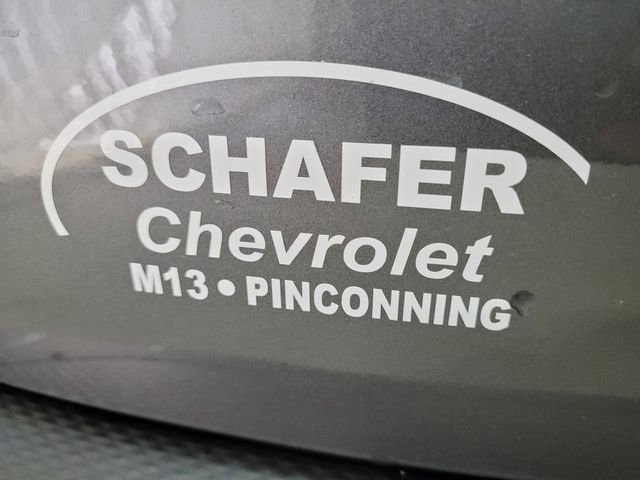 SCHAFER
Chevrolet
M13 • PINCONNING